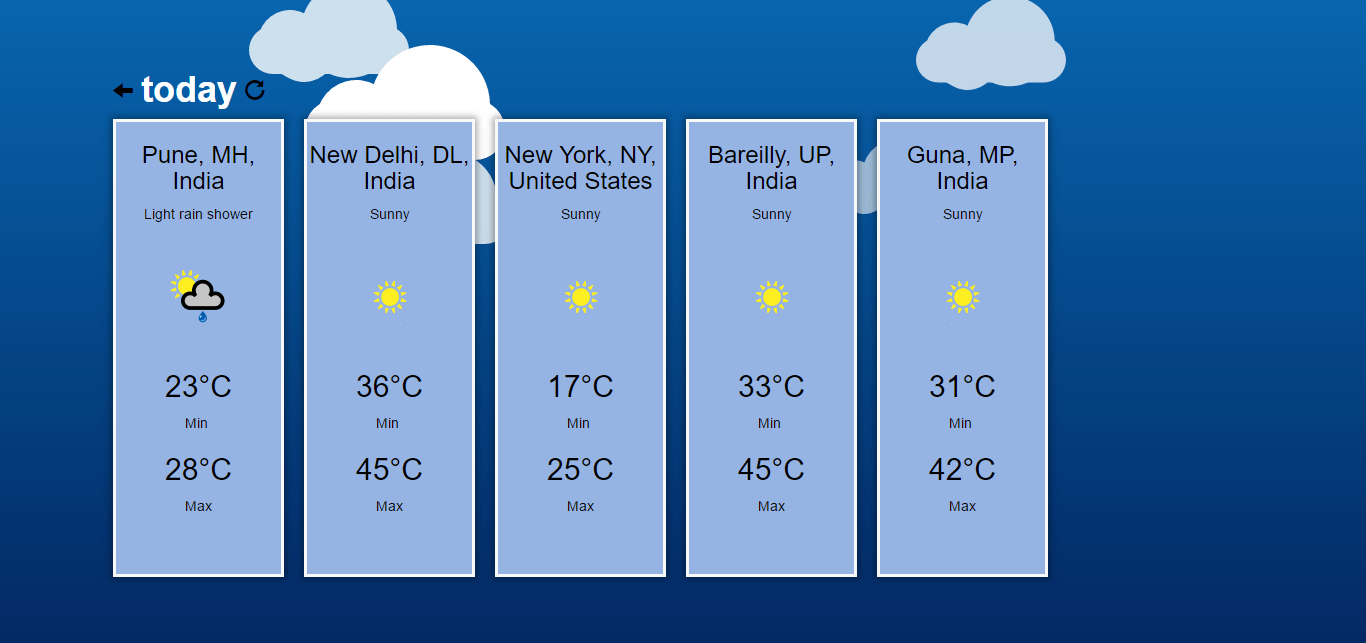 today
Pune, MH,
India
Light rain shower
23°C
Min
28°C
Max
New Delhi, DL,
India
Sunny
36°C
Min
45°C
Max
New York, NY,
United States
Sunny
17°C
Min
25°C
Max
Bareilly, UP,
India
Sunny
33°C
Min
45°C
Max
Guna, MP,
India
Sunny
31°C
Min
42°C
Max